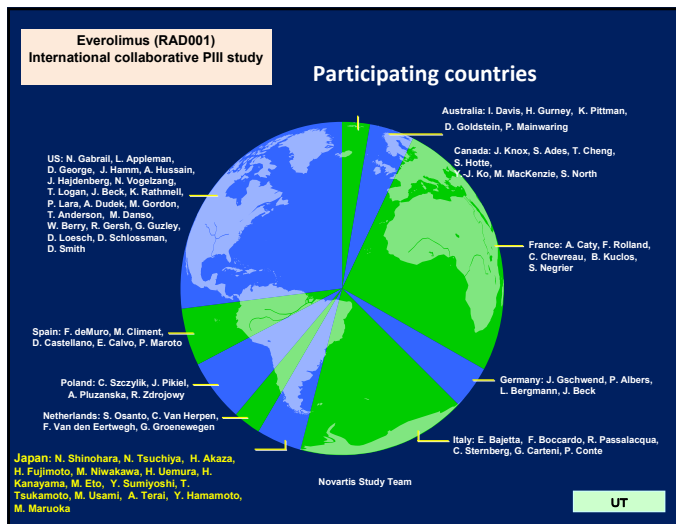 Everolimus (RAD001)
International collaborative PIII study
Participating countries
Australia: I. Davis, H. Gurney, K. Pittman,
D. Goldstein, P. Mainwaring
Canada: J. Knox, S. Ades, T. Cheng,
S. Hotte,
Y.-J. Ko, M. MacKenzie, S. North
US: N. Gabrail, L. Appleman,
D. George, J. Hamm, A. Hussain,
J. Hajdenberg, N. Vogelzang,
T. Logan, J. Beck, K. Rathmell,
P. Lara, A. Dudek, M. Gordon,
T. Anderson, M. Danso,
W. Berry, R. Gersh, G. Guzley,
D. Loesch, D. Schlossman,
D. Smith
France: A. Caty, F. Rolland,
C. Chevreau, B. Kuclos,
S. Negrier
Spain: F. deMuro, M. Climent,
D. Castellano, E. Calvo, P. Maroto
Germany: J. Gschwend, P. Albers,
L. Bergmann, J. Beck
Poland: C. Szczylik, J. Pikiel,
A. Pluzanska, R. Zdrojowy
Netherlands: S. Osanto, C. Van Herpen,
F. Van den Eertwegh, G. Groenewegen
Italy: E. Bajetta, F. Boccardo, R. Passalacqua,
C. Sternberg, G. Carteni, P. Conte
Japan: N. Shinohara, N. Tsuchiya, H. Akaza,
H. Fujimoto, M. Niwakawa, H. Uemura, H.
Kanayama, M. Eto, Y. Sumiyoshi, T.
Tsukamoto, M. Usami, A. Terai, Y. Hamamoto,
M. Maruoka
Novartis Study Team
UT